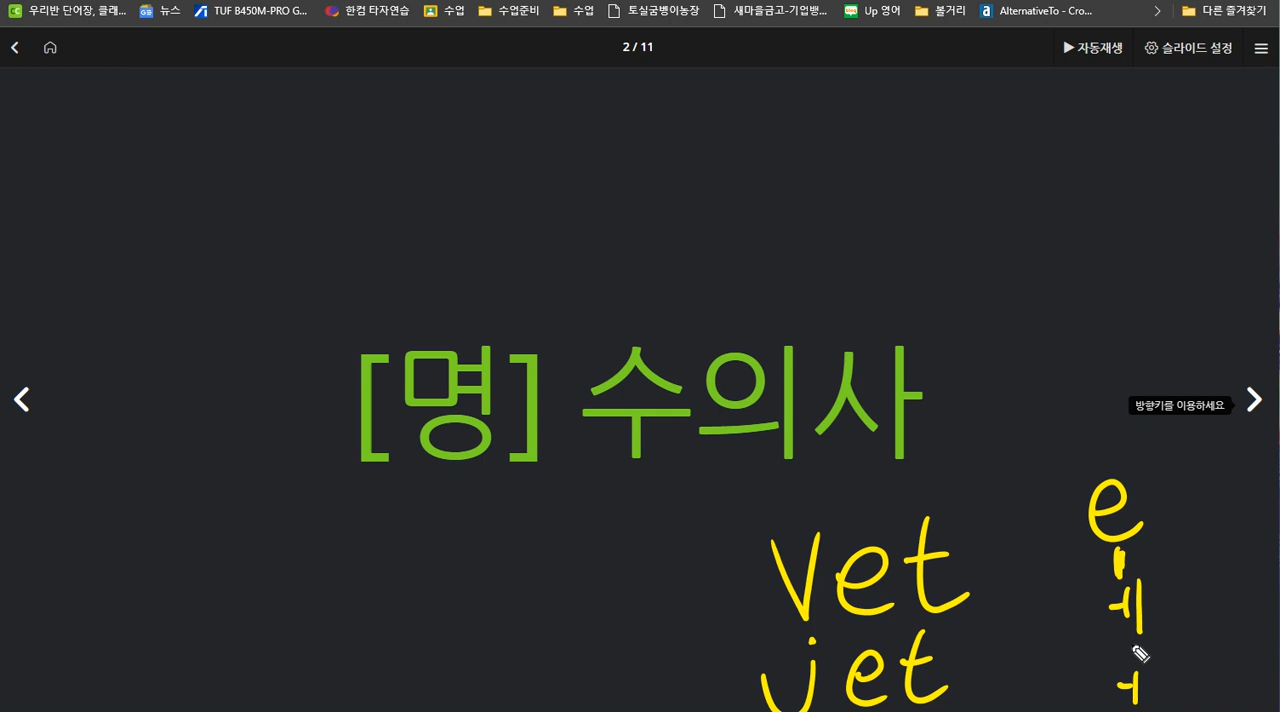 우리반 단어장, 클래... 뉴스 TUF B450M-PRO G... 한컴 타자연습 수업 수업준비 수업 토실굼벵이농장 새마을금고-기업뱅... Up 영어 볼거리 AlternativeTo - Cro... 다른 즐겨찾기
2 / 11 자동재생 슬라이드 설정
[명] 수의사
방향키를 이용하세요
e
ㅔ
vet
ㅓ
jet